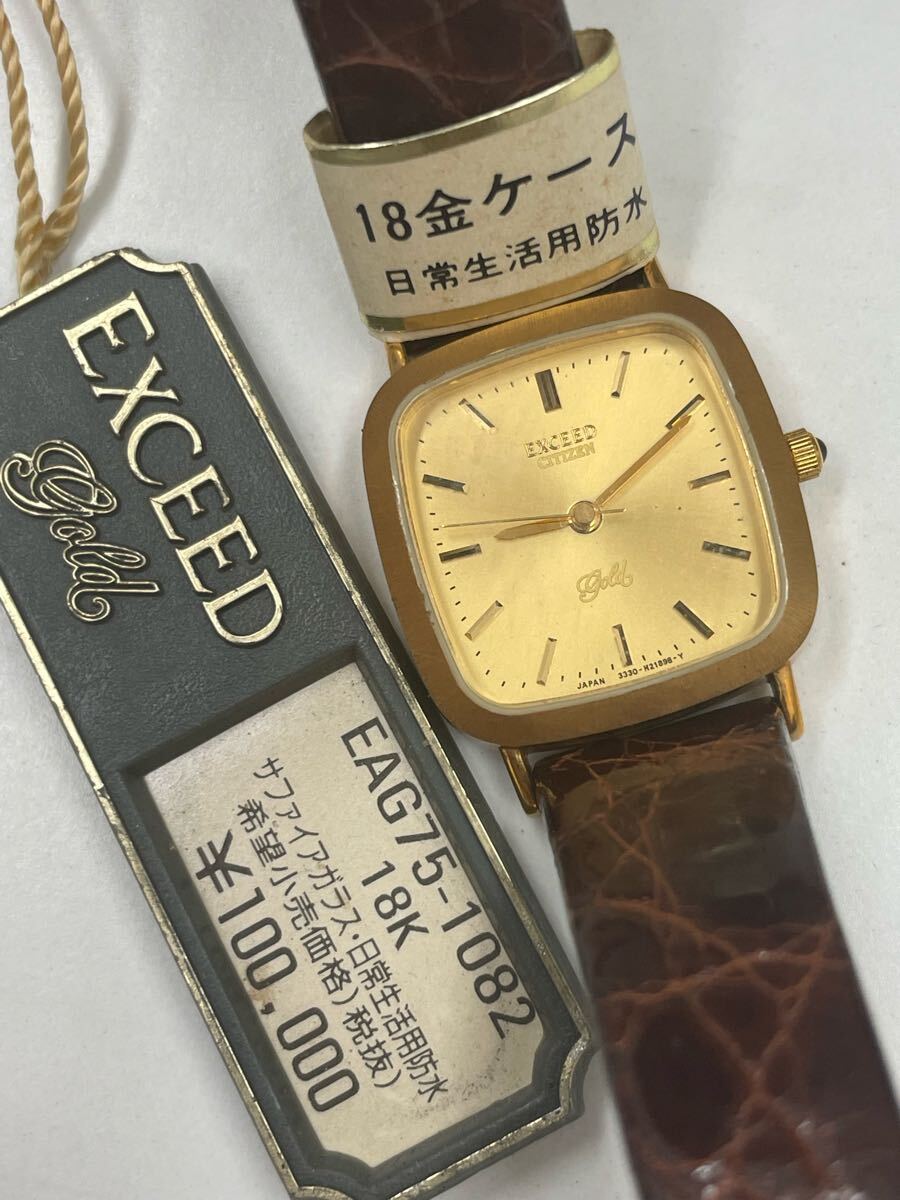 18金ケース
日常生活用防水
EXCEED
Gold
EAG75-1082
18K
サファイアガラス・日常生活用防水
希望小売価格)税抜)
¥100,000
EXCEED
CITIZEN
Gold
JAPAN 3330-H21896-Y